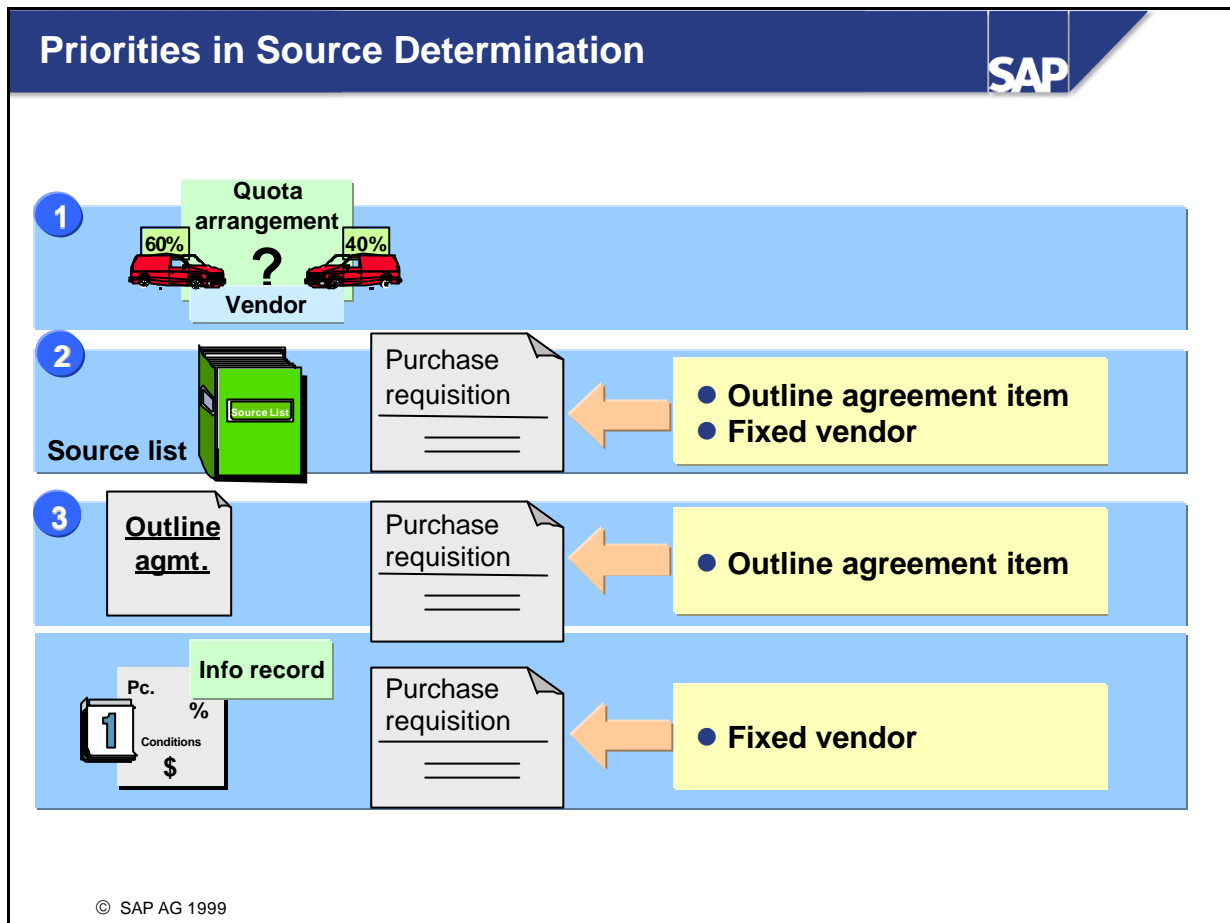 Priorities in Source Determination
SAP
1
Quota
arrangement
60%
?
40%
Vendor
2
Source List
Source list
Purchase
requisition
● Outline agreement item
● Fixed vendor
3
Outline
agmt.
Purchase
requisition
● Outline agreement item
Info record
Pc.
%
1
Conditions
$
Purchase
requisition
● Fixed vendor
© SAP AG 1999